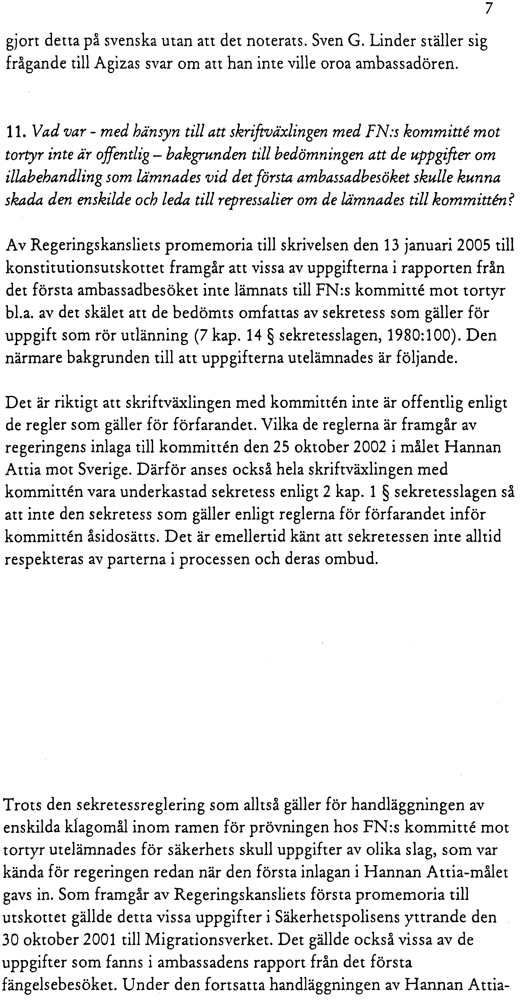 7
gjort detta på svenska utan att det noterats. Sven G. Linder ställer sig
frågande till Agizas svar om att han inte ville oroa ambassadören.
11. Vad var - med hänsyn till att skriftväxlingen med FN:s kommitté mot
tortyr inte är offentlig – bakgrunden till bedömningen att de uppgifter om
illabehandling som lämnades vid det första ambassadbesöket skulle kunna
skada den enskilde och leda till repressalier om de lämnades till kommittén?
Av Regeringskansliets promemoria till skrivelsen den 13 januari 2005 till
konstitutionsutskottet framgår att vissa av uppgifterna i rapporten från
det första ambassadbesöket inte lämnats till FN:s kommitté mot tortyr
bl.a. av det skälet att de bedömts omfattas av sekretess som gäller för
uppgift som rör utlänning (7 kap. 14 § sekretesslagen, 1980:100). Den
närmare bakgrunden till att uppgifterna utelämnades är följande.
Det är riktigt att skriftväxlingen med kommittén inte är offentlig enligt
de regler som gäller för förfarandet. Vilka de reglerna är framgår av
regeringens inlaga till kommittén den 25 oktober 2002 i målet Hannan
Attia mot Sverige. Därför anses också hela skriftväxlingen med
kommittén vara underkastad sekretess enligt 2 kap. 1 § sekretesslagen så
att inte den sekretess som gäller enligt reglerna för förfarandet inför
kommittén åsidosätts. Det är emellertid känt att sekretessen inte alltid
respekteras av parterna i processen och deras ombud.
Trots den sekretessreglering som alltså gäller för handläggningen av
enskilda klagomål inom ramen för prövningen hos FN:s kommitté mot
tortyr utelämnades för säkerhets skull uppgifter av olika slag, som var
kända för regeringen redan när den första inlagan i Hannan Attia-målet
gavs in. Som framgår av Regeringskansliets första promemoria till
utskottet gällde detta vissa uppgifter i Säkerhetspolisens yttrande den
30 oktober 2001 till Migrationsverket. Det gällde också vissa av de
uppgifter som fanns i ambassadens rapport från det första
fängelsebesöket. Under den fortsatta handläggningen av Hannan Attia-